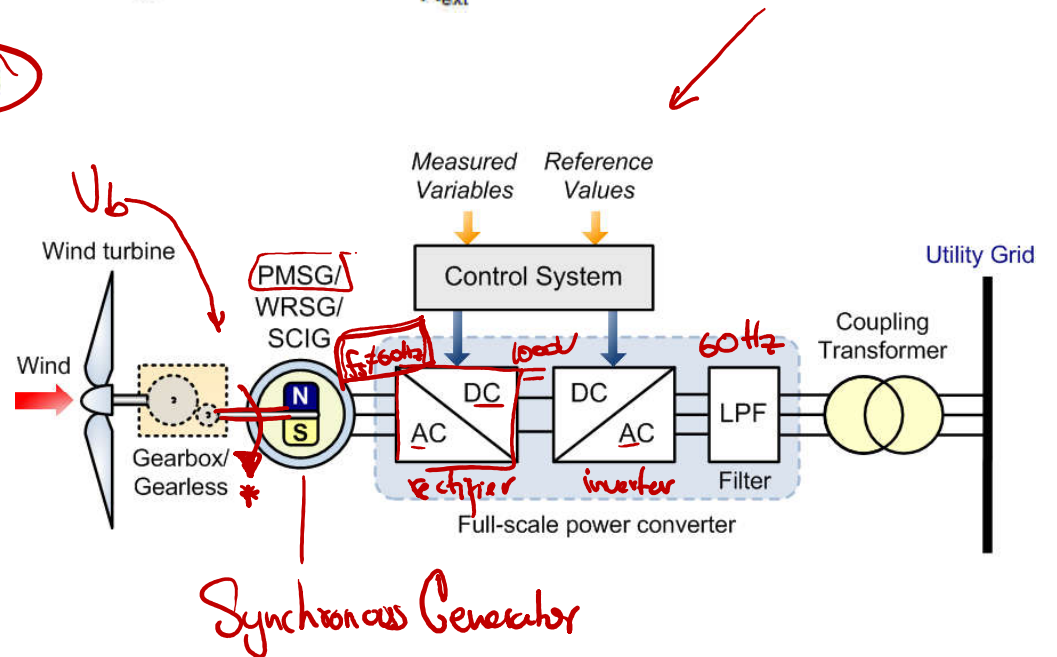 ext
Measured
Variables
Reference
Values
Wind turbine
PMSG/
WRSG/
SCIG
Control System
Utility Grid
60Hz
Coupling
Transformer
Wind
N
S
DC
AC
DC
AC
LPF
Gearbox/
Gearless
*
rectifier
inverter
Filter
Full-scale power converter
Synchronous Generator